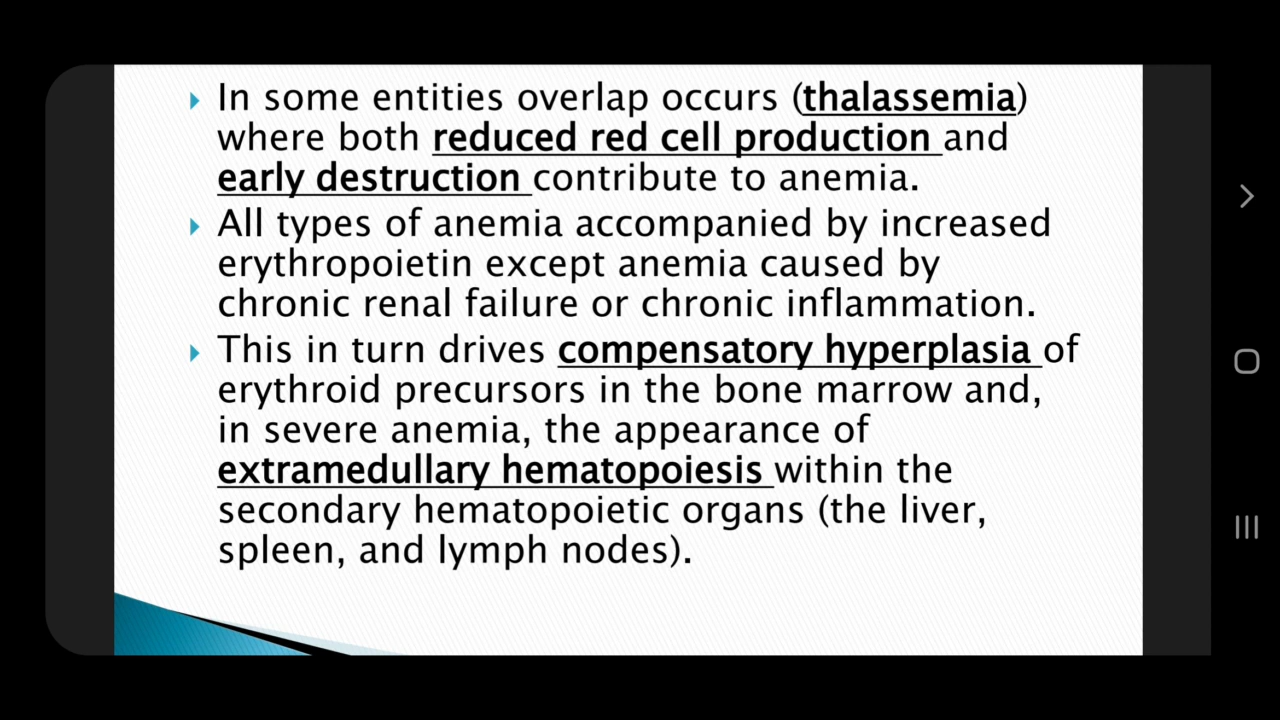 In some entities overlap occurs (thalassemia)
where both reduced red cell production and
early destruction contribute to anemia.
All types of anemia accompanied by increased
erythropoietin except anemia caused by
chronic renal failure or chronic inflammation.
This in turn drives compensatory hyperplasia of
erythroid precursors in the bone marrow and,
in severe anemia, the appearance of
extramedullary hematopoiesis within the
secondary hematopoietic organs (the liver,
spleen, and lymph nodes).